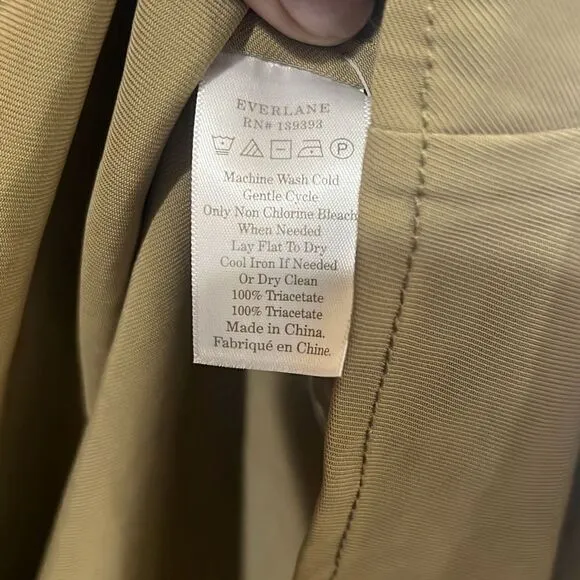 EVERLANE
RN# 139393
P
Machine Wash Cold
Gentle Cycle
Only Non Chlorine Bleach
When Needed
Lay Flat To Dry
Cool Iron If Needed
Or Dry Clean
100% Triacetate
100% Triacetate
Made in China.
Fabriqué en Chine.